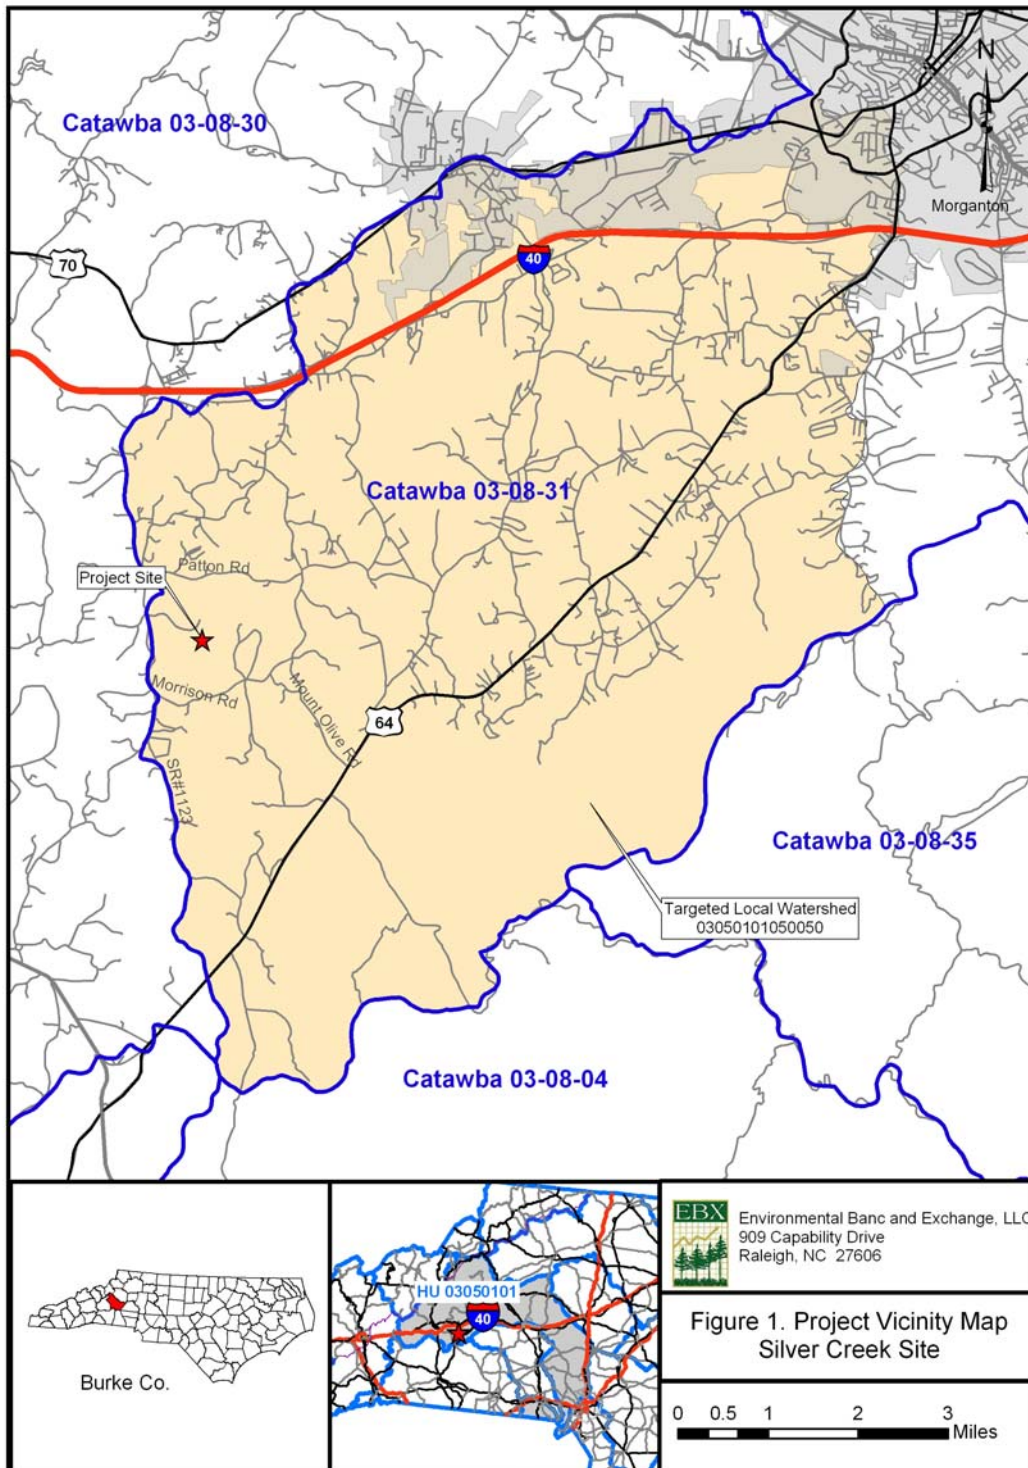 Catawba 03-08-30
N
Morganton
70
40
Catawba 03-08-31
Patton Rd
Project Site
Morrison Rd
Mount Olive Rd
64
SR#1123
Catawba 03-08-35
Targeted Local Watershed
03050101050050
Catawba 03-08-04
Burke Co.
HU 03050101
40
EBX
Environmental Banc and Exchange, LLC
909 Capability Drive
Raleigh, NC 27606
Figure 1. Project Vicinity Map
Silver Creek Site
0 0.5 1 2 3
Miles